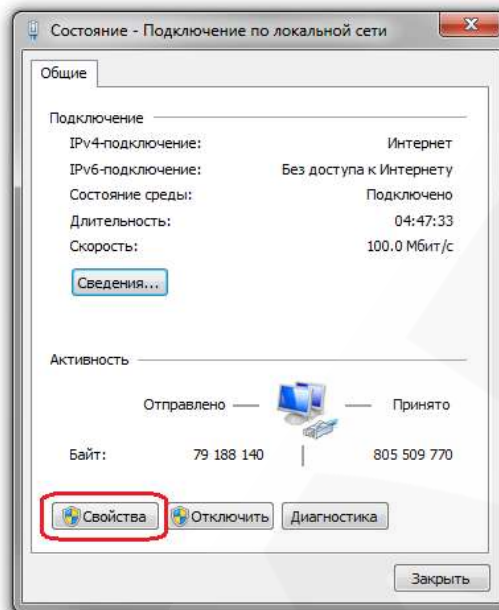 Состояние - Подключение по локальной сети
Общие
Подключение
IPv4-подключение: Интернет
IPv6-подключение: Без доступа к Интернету
Состояние среды: Подключено
Длительность: 04:47:33
Скорость: 100.0 Мбит/с
Сведения...
Активность
Отправлено — — Принято
Байт: 79 188 140 | 805 509 770
Свойства Отключить Диагностика
Закрыть